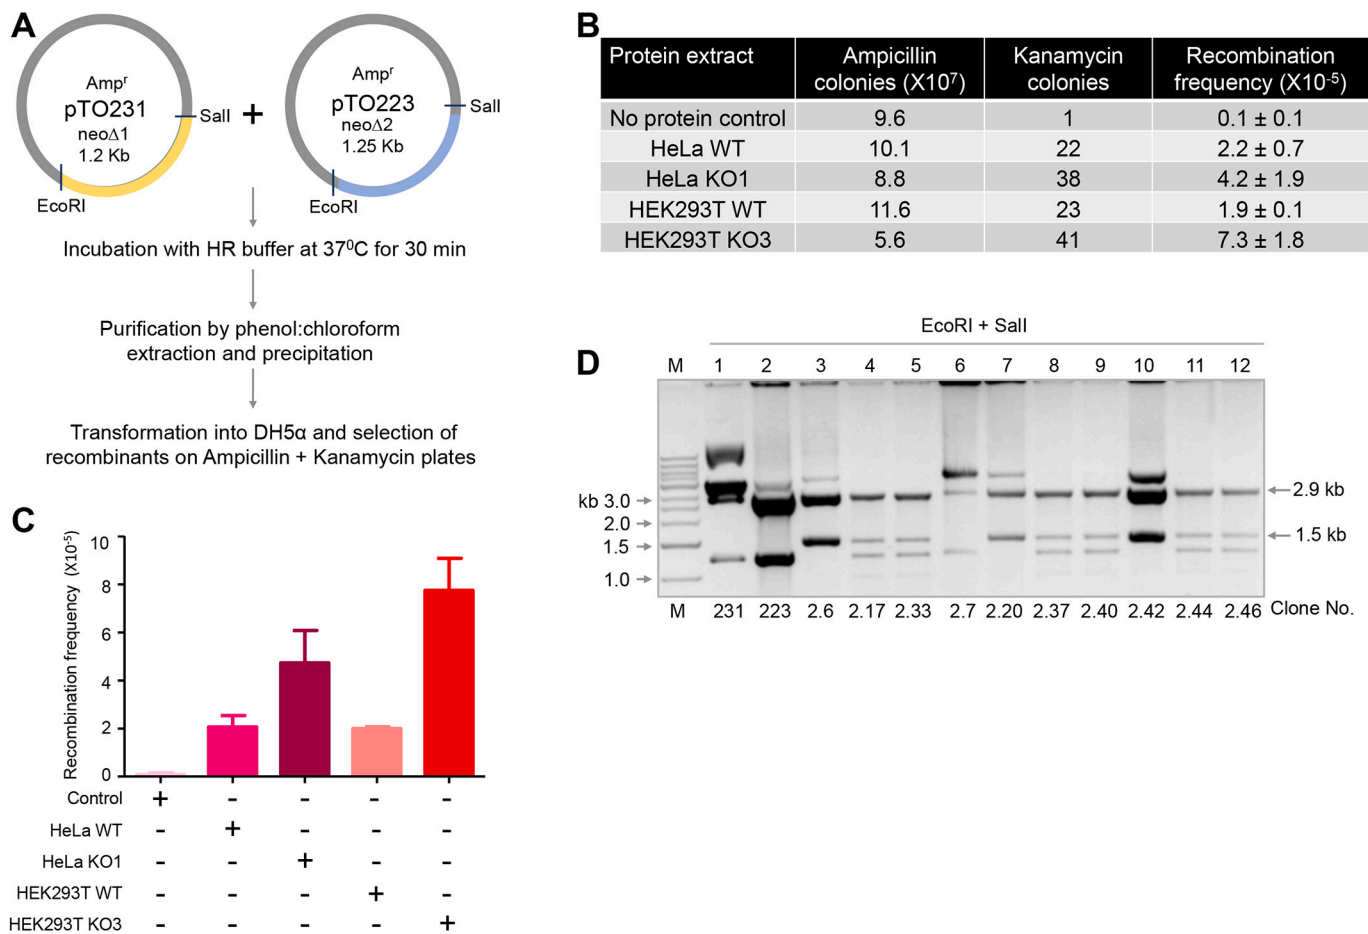 A
Ampʳ
pTO231
neoΔ1
1.2 Kb
SalI
EcoRI
+
Ampʳ
pTO223
neoΔ2
1.25 Kb
SalI
EcoRI
Incubation with HR buffer at 37⁰C for 30 min
Purification by phenol:chloroform
extraction and precipitation
Transformation into DH5α and selection of
recombinants on Ampicillin + Kanamycin plates
B
Protein extract Ampicillin colonies (X10⁷) Kanamycin colonies Recombination frequency (X10⁻⁵)
No protein control 9.6 1 0.1 ± 0.1
HeLa WT 10.1 22 2.2 ± 0.7
HeLa KO1 8.8 38 4.2 ± 1.9
HEK293T WT 11.6 23 1.9 ± 0.1
HEK293T KO3 5.6 41 7.3 ± 1.8
C
Recombination frequency (X10⁻⁵)
10
8
6
4
2
0
Control + - - - -
HeLa WT - + - - -
HeLa KO1 - - + - -
HEK293T WT - - - + -
HEK293T KO3 - - - - +
D
EcoRI + SalI
M 1 2 3 4 5 6 7 8 9 10 11 12
kb 3.0
2.0
1.5
1.0
2.9 kb
1.5 kb
M 231 223 2.6 2.17 2.33 2.7 2.20 2.37 2.40 2.42 2.44 2.46 Clone No.